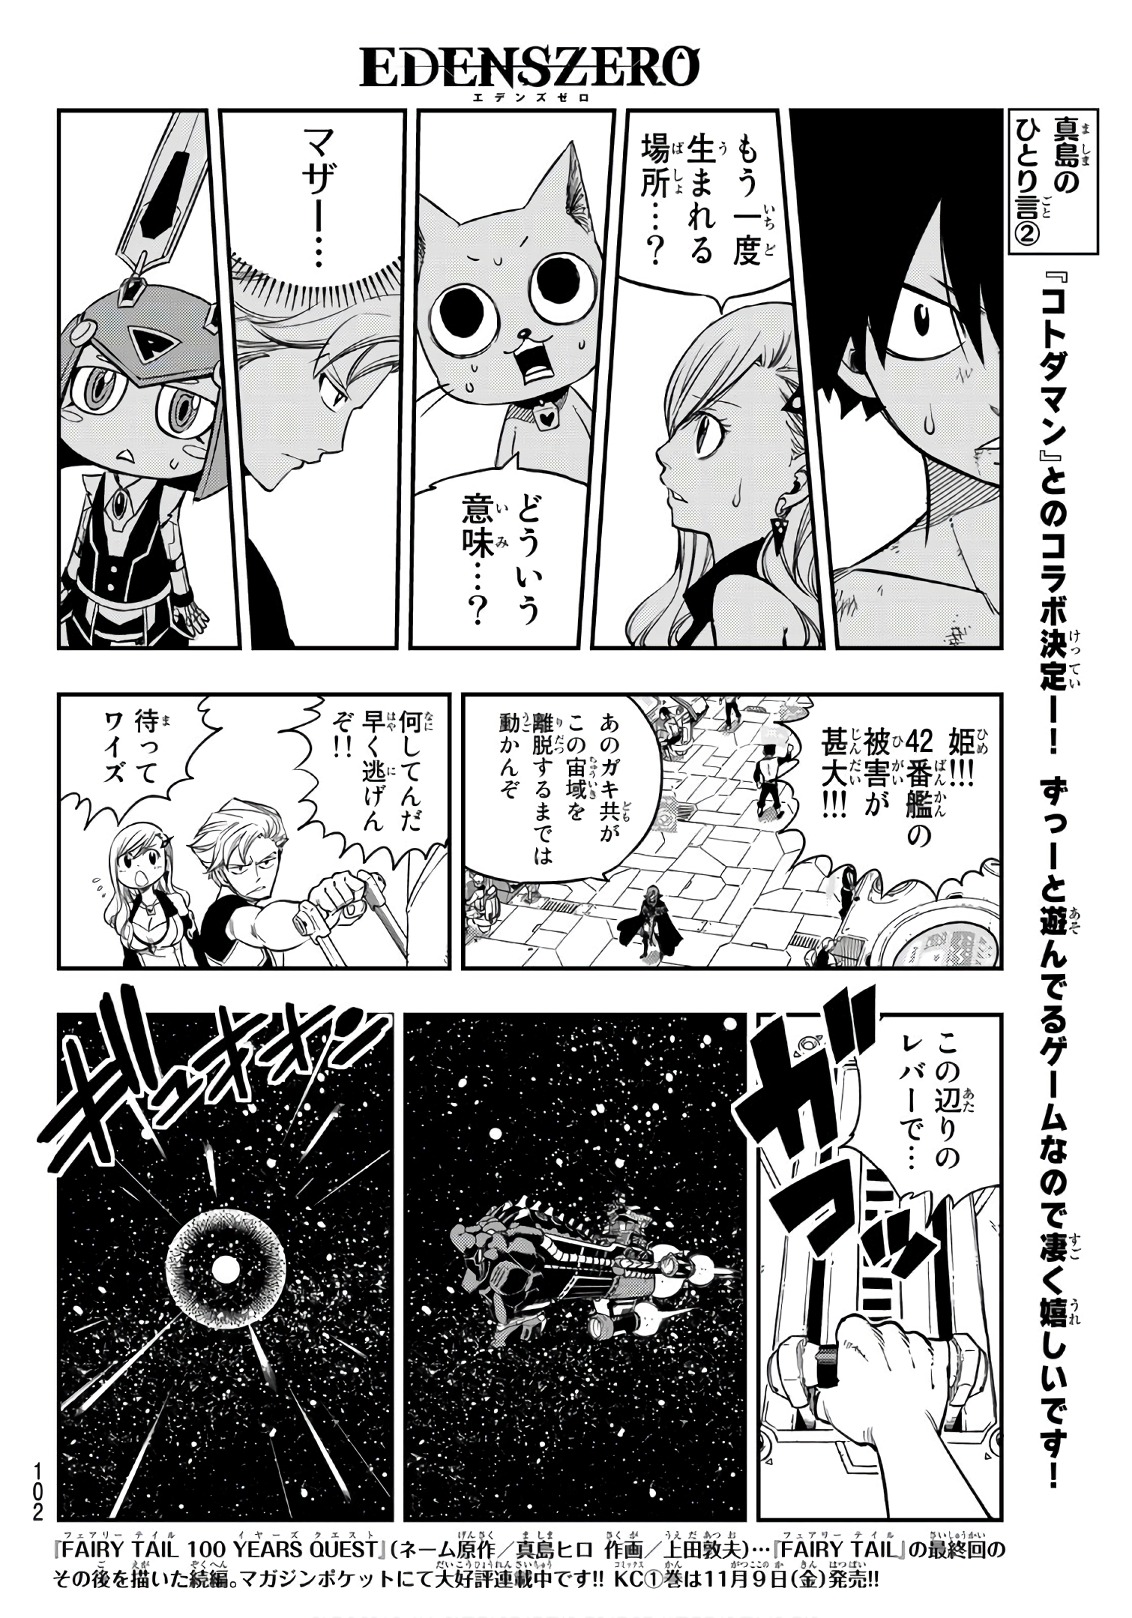 EDENSZERO
エデンズゼロ
真島の
ひとり言②
『コトダマン』とのコラボ決定ー！ ずっーと遊んでるゲームなので凄く嬉しいです！
もう一度
生まれる
場所…？
どういう
意味…？
マザー…
姫!!!
42番艦の
被害が
甚大!!!
あのガキ共が
この宙域を
離脱するまでは
動かんぞ
何してんだ
早く逃げん
ぞ!!
待って
ワイズ
この辺りの
レバーで…
ガコッ
ギュオオオ
102
『FAIRY TAIL 100 YEARS QUEST』(ネーム原作／真島ヒロ 作画／上田敦夫)…『FAIRY TAIL』の最終回の
その後を描いた続編。マガジンポケットにて大好評連載中です!! KC①巻は11月9日(金)発売!!